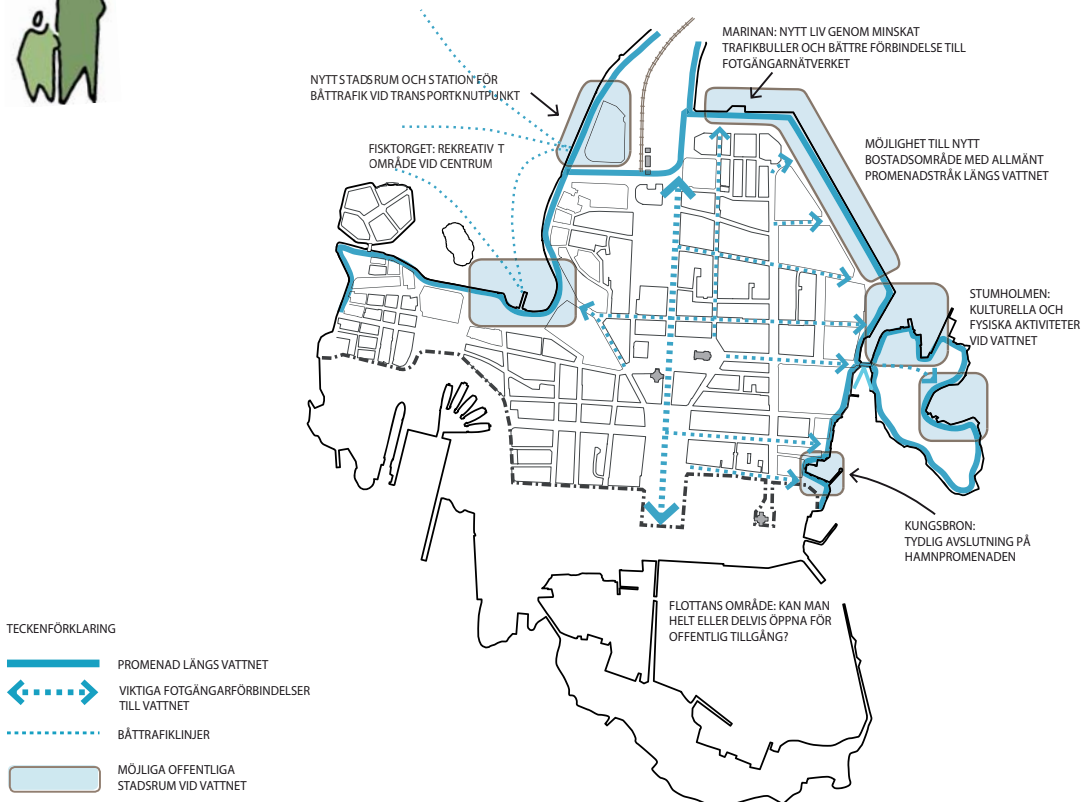 MARINAN: NYTT LIV GENOM MINSKAT
TRAFIKBULLER OCH BÄTTRE FÖRBINDELSE TILL
FOTGÄNGARNÄTVERKET
NYTT STADSRUM OCH STATION FÖR
BÅTTRAFIK VID TRANSPORTKNUTPUNKT
FISKTORGET: REKREATIV T
OMRÅDE VID CENTRUM
MÖJLIGHET TILL NYTT
BOSTADSOMRÅDE MED ALLMÄNT
PROMENADSTRÅK LÄNGS VATTNET
STUMHOLMEN:
KULTURELLA OCH
FYSISKA AKTIVITETER
VID VATTNET
KUNGSBRON:
TYDLIG AVSLUTNING PÅ
HAMNPROMENADEN
FLOTTANS OMRÅDE: KAN MAN
HELT ELLER DELVIS ÖPPNA FÖR
OFFENTLIG TILLGÅNG?
TECKENFÖRKLARING
PROMENAD LÄNGS VATTNET
VIKTIGA FOTGÄNGARFÖRBINDELSER
TILL VATTNET
BÅTTRAFIKLINJER
MÖJLIGA OFFENTLIGA
STADSRUM VID VATTNET